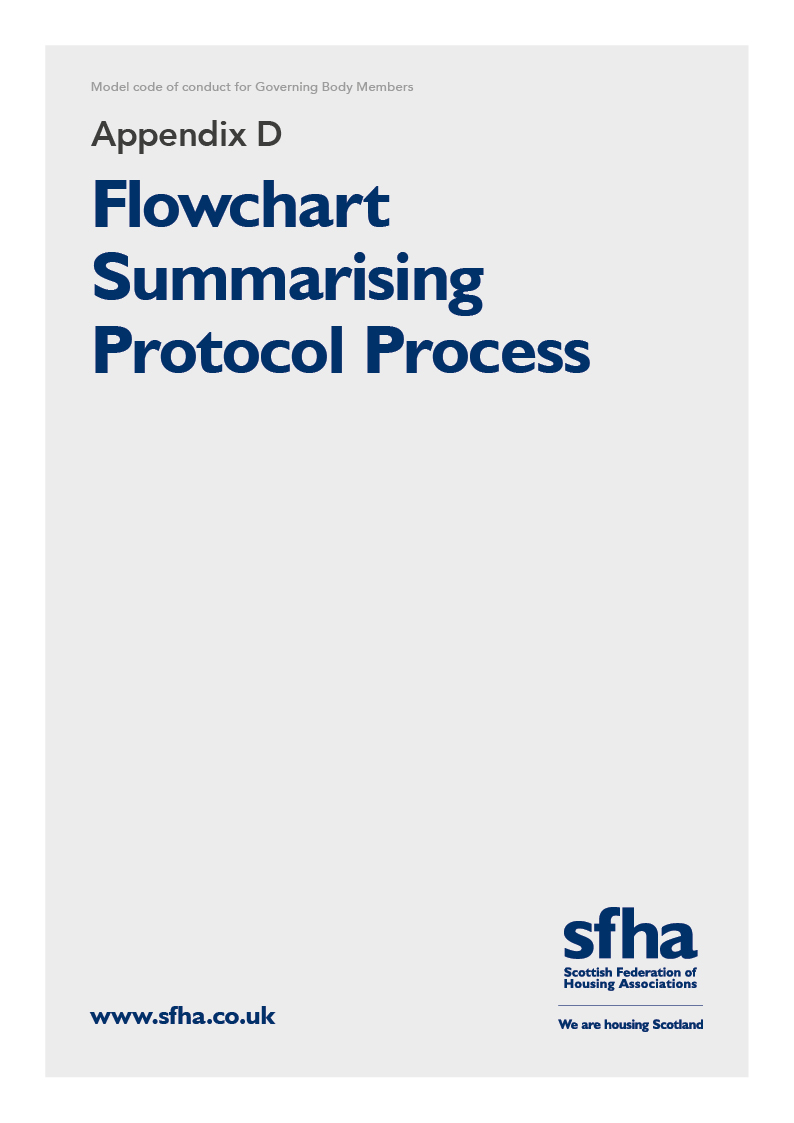 Model code of conduct for Governing Body Members
Appendix D
Flowchart
Summarising
Protocol Process
sfha
Scottish Federation of
Housing Associations
www.sfha.co.uk
We are housing Scotland